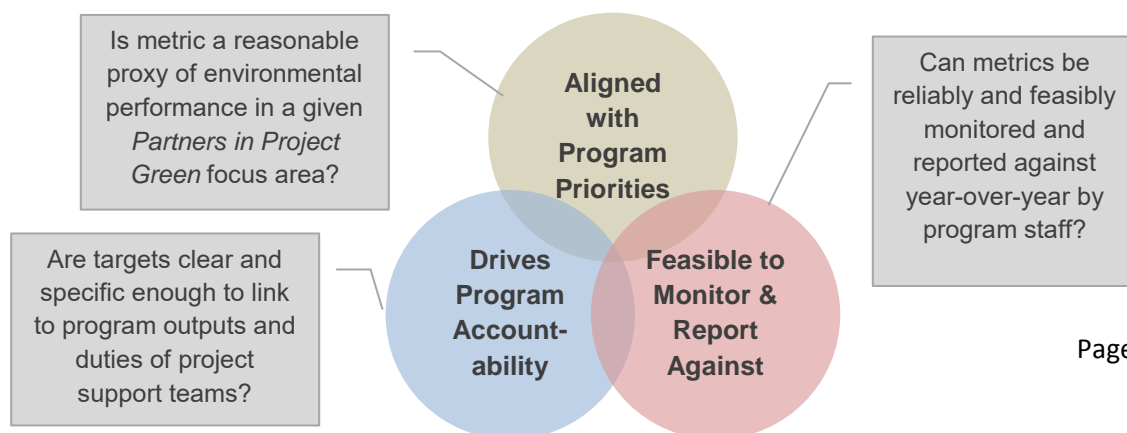 Is metric a reasonable
proxy of environmental
performance in a given
Partners in Project
Green focus area?
Aligned
with
Program
Priorities
Can metrics be
reliably and feasibly
monitored and
reported against
year-over-year by
program staff?
Are targets clear and
specific enough to link
to program outputs and
duties of project
support teams?
Drives
Program
Account-
ability
Feasible to
Monitor &
Report
Against
Page